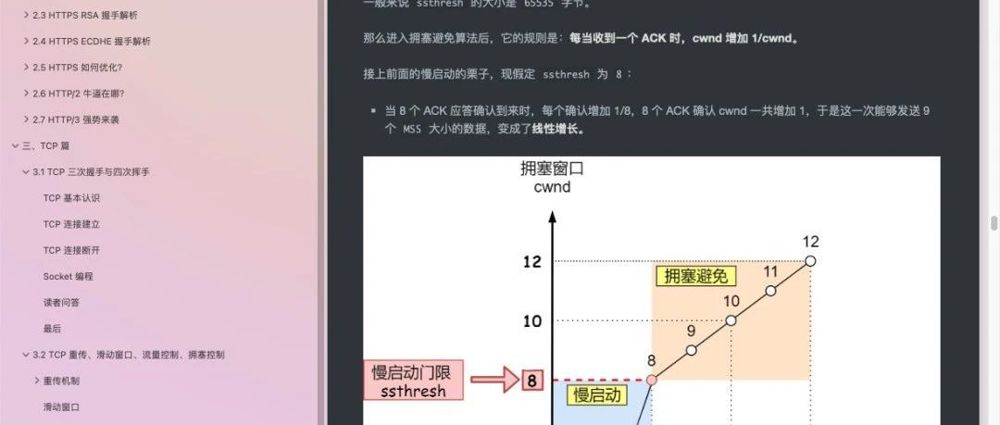 2.3 HTTPS RSA 握手解析
2.4 HTTPS ECDHE 握手解析
2.5 HTTPS 如何优化?
2.6 HTTP/2 牛逼在哪?
2.7 HTTP/3 强势来袭
三、TCP 篇
3.1 TCP 三次握手与四次挥手
TCP 基本认识
TCP 连接建立
TCP 连接断开
Socket 编程
读者问答
最后
3.2 TCP 重传、滑动窗口、流量控制、拥塞控制
重传机制
滑动窗口
一般来说 ssthresh 的大小是 65535 字节。
那么进入拥塞避免算法后，它的规则是：每当收到一个 ACK 时，cwnd 增加 1/cwnd。
接上前面的慢启动的栗子，现假定 ssthresh 为 8：
当 8 个 ACK 应答确认到来时，每个确认增加 1/8，8 个 ACK 确认 cwnd 一共增加 1，于是这一次能够发送 9
个 MSS 大小的数据，变成了线性增长。
拥塞窗口
cwnd
12
12
拥塞避免
11
10
10
9
8
慢启动门限
ssthresh
8
慢启动